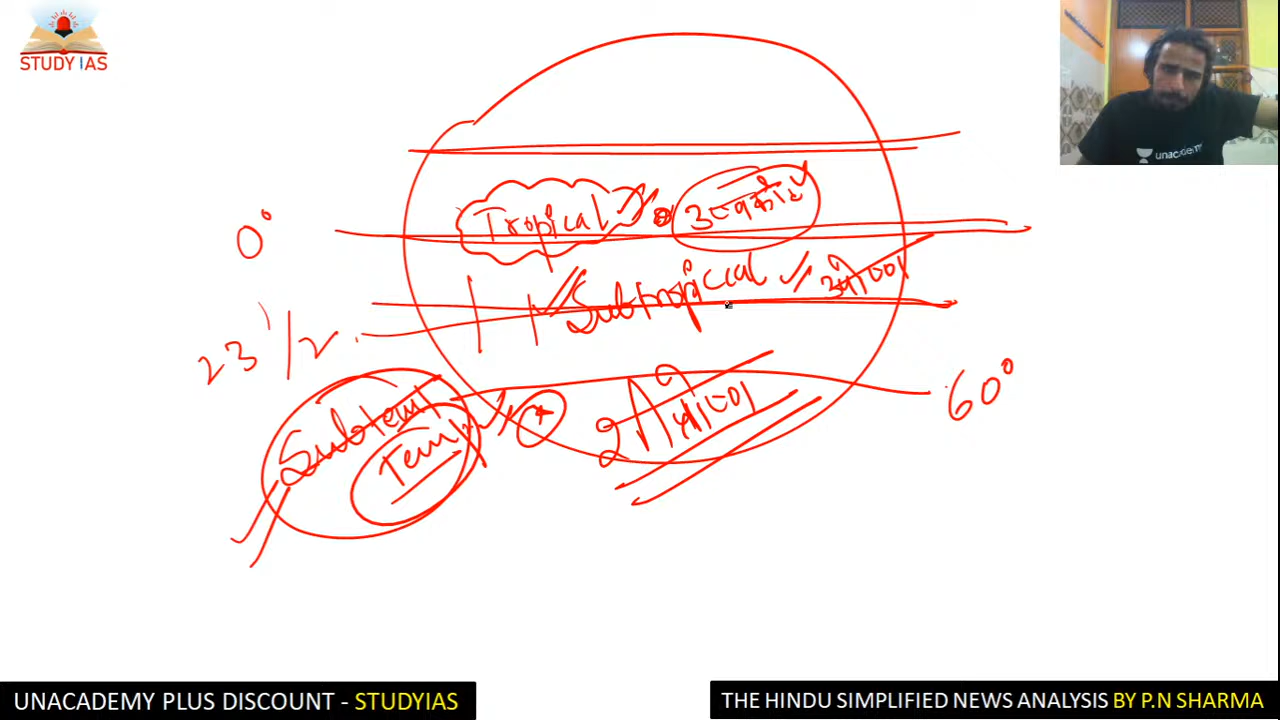 STUDY IAS
unacademy
Tropical उष्णकटि
0°
Subtropical उपोष्ण
23 1/2
60°
Subtemp
Temp
शीतोष्ण
UNACADEMY PLUS DISCOUNT - STUDYIAS
THE HINDU SIMPLIFIED NEWS ANALYSIS BY P.N SHARMA